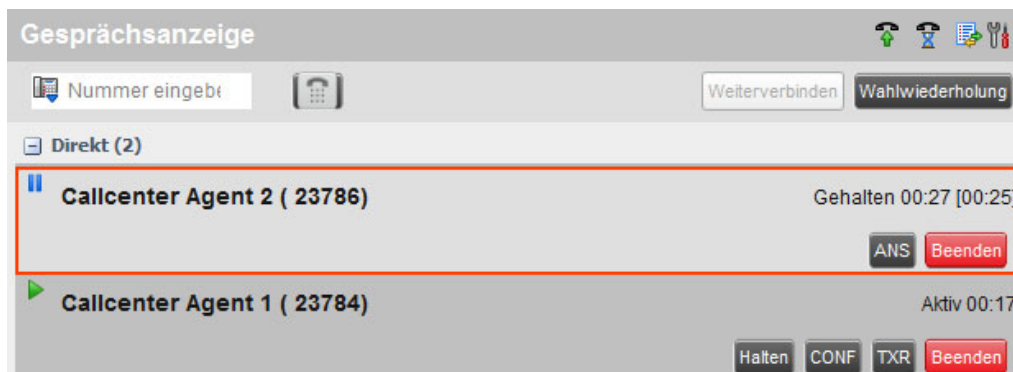 Gesprächsanzeige
Nummer eingebe
Weiterverbinden Wahlwiederholung
Direkt (2)
Callcenter Agent 2 ( 23786) Gehalten 00:27 [00:25]
ANS Beenden
Callcenter Agent 1 ( 23784) Aktiv 00:17
Halten CONF TXR Beenden